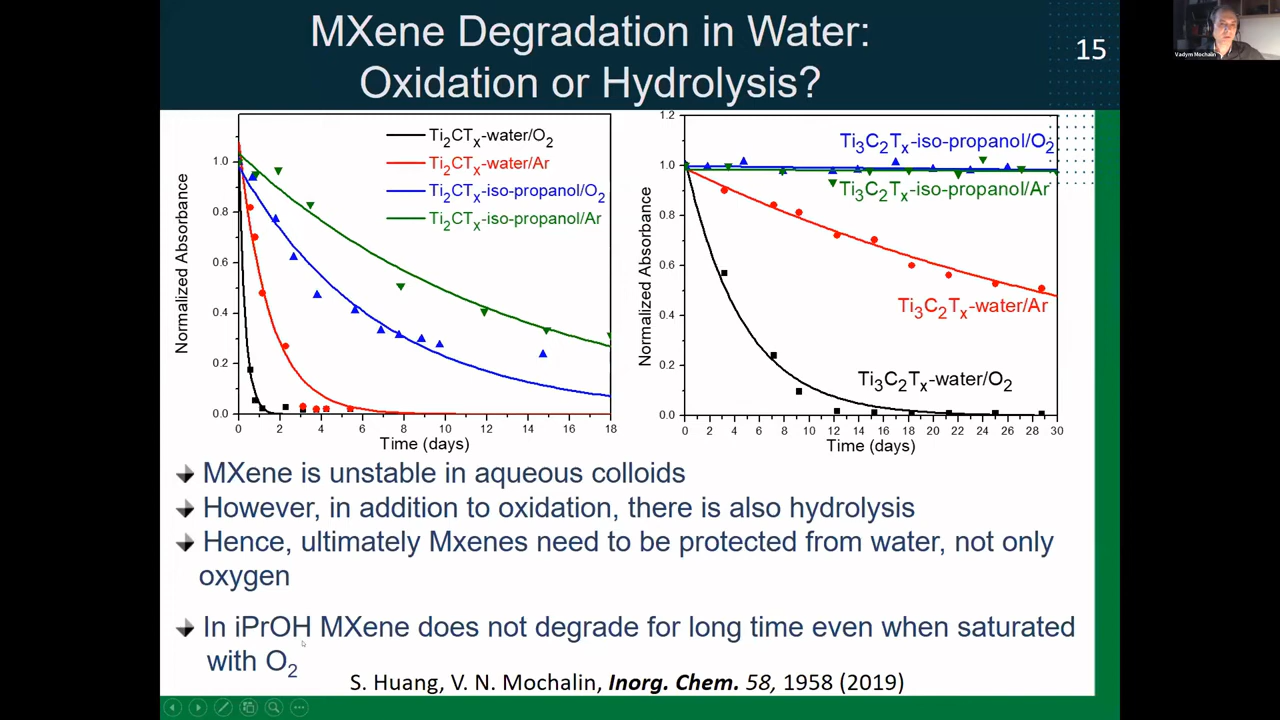 MXene Degradation in Water:
Oxidation or Hydrolysis?
15
Vadym Mochalin
Ti2CTx-water/O2
Ti2CTx-water/Ar
Ti2CTx-iso-propanol/O2
Ti2CTx-iso-propanol/Ar
Normalized Absorbance
1.0
0.8
0.6
0.4
0.2
0.0
0 2 4 6 8 10 12 14 16 18
Time (days)
Ti3C2Tx-iso-propanol/O2
Ti3C2Tx-iso-propanol/Ar
Ti3C2Tx-water/Ar
Ti3C2Tx-water/O2
Normalized Absorbance
1.2
1.0
0.8
0.6
0.4
0.2
0.0
0 2 4 6 8 10 12 14 16 18 20 22 24 26 28 30
Time (days)
MXene is unstable in aqueous colloids
However, in addition to oxidation, there is also hydrolysis
Hence, ultimately Mxenes need to be protected from water, not only
oxygen
In iPrOH MXene does not degrade for long time even when saturated
with O2
S. Huang, V. N. Mochalin, Inorg. Chem. 58, 1958 (2019)